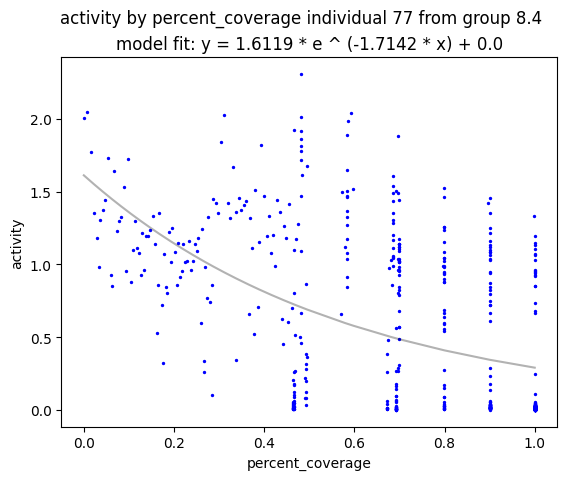 activity by percent_coverage individual 77 from group 8.4
model fit: y = 1.6119 * e ^ (-1.7142 * x) + 0.0
activity
2.0
1.5
1.0
0.5
0.0
0.0 0.2 0.4 0.6 0.8 1.0
percent_coverage